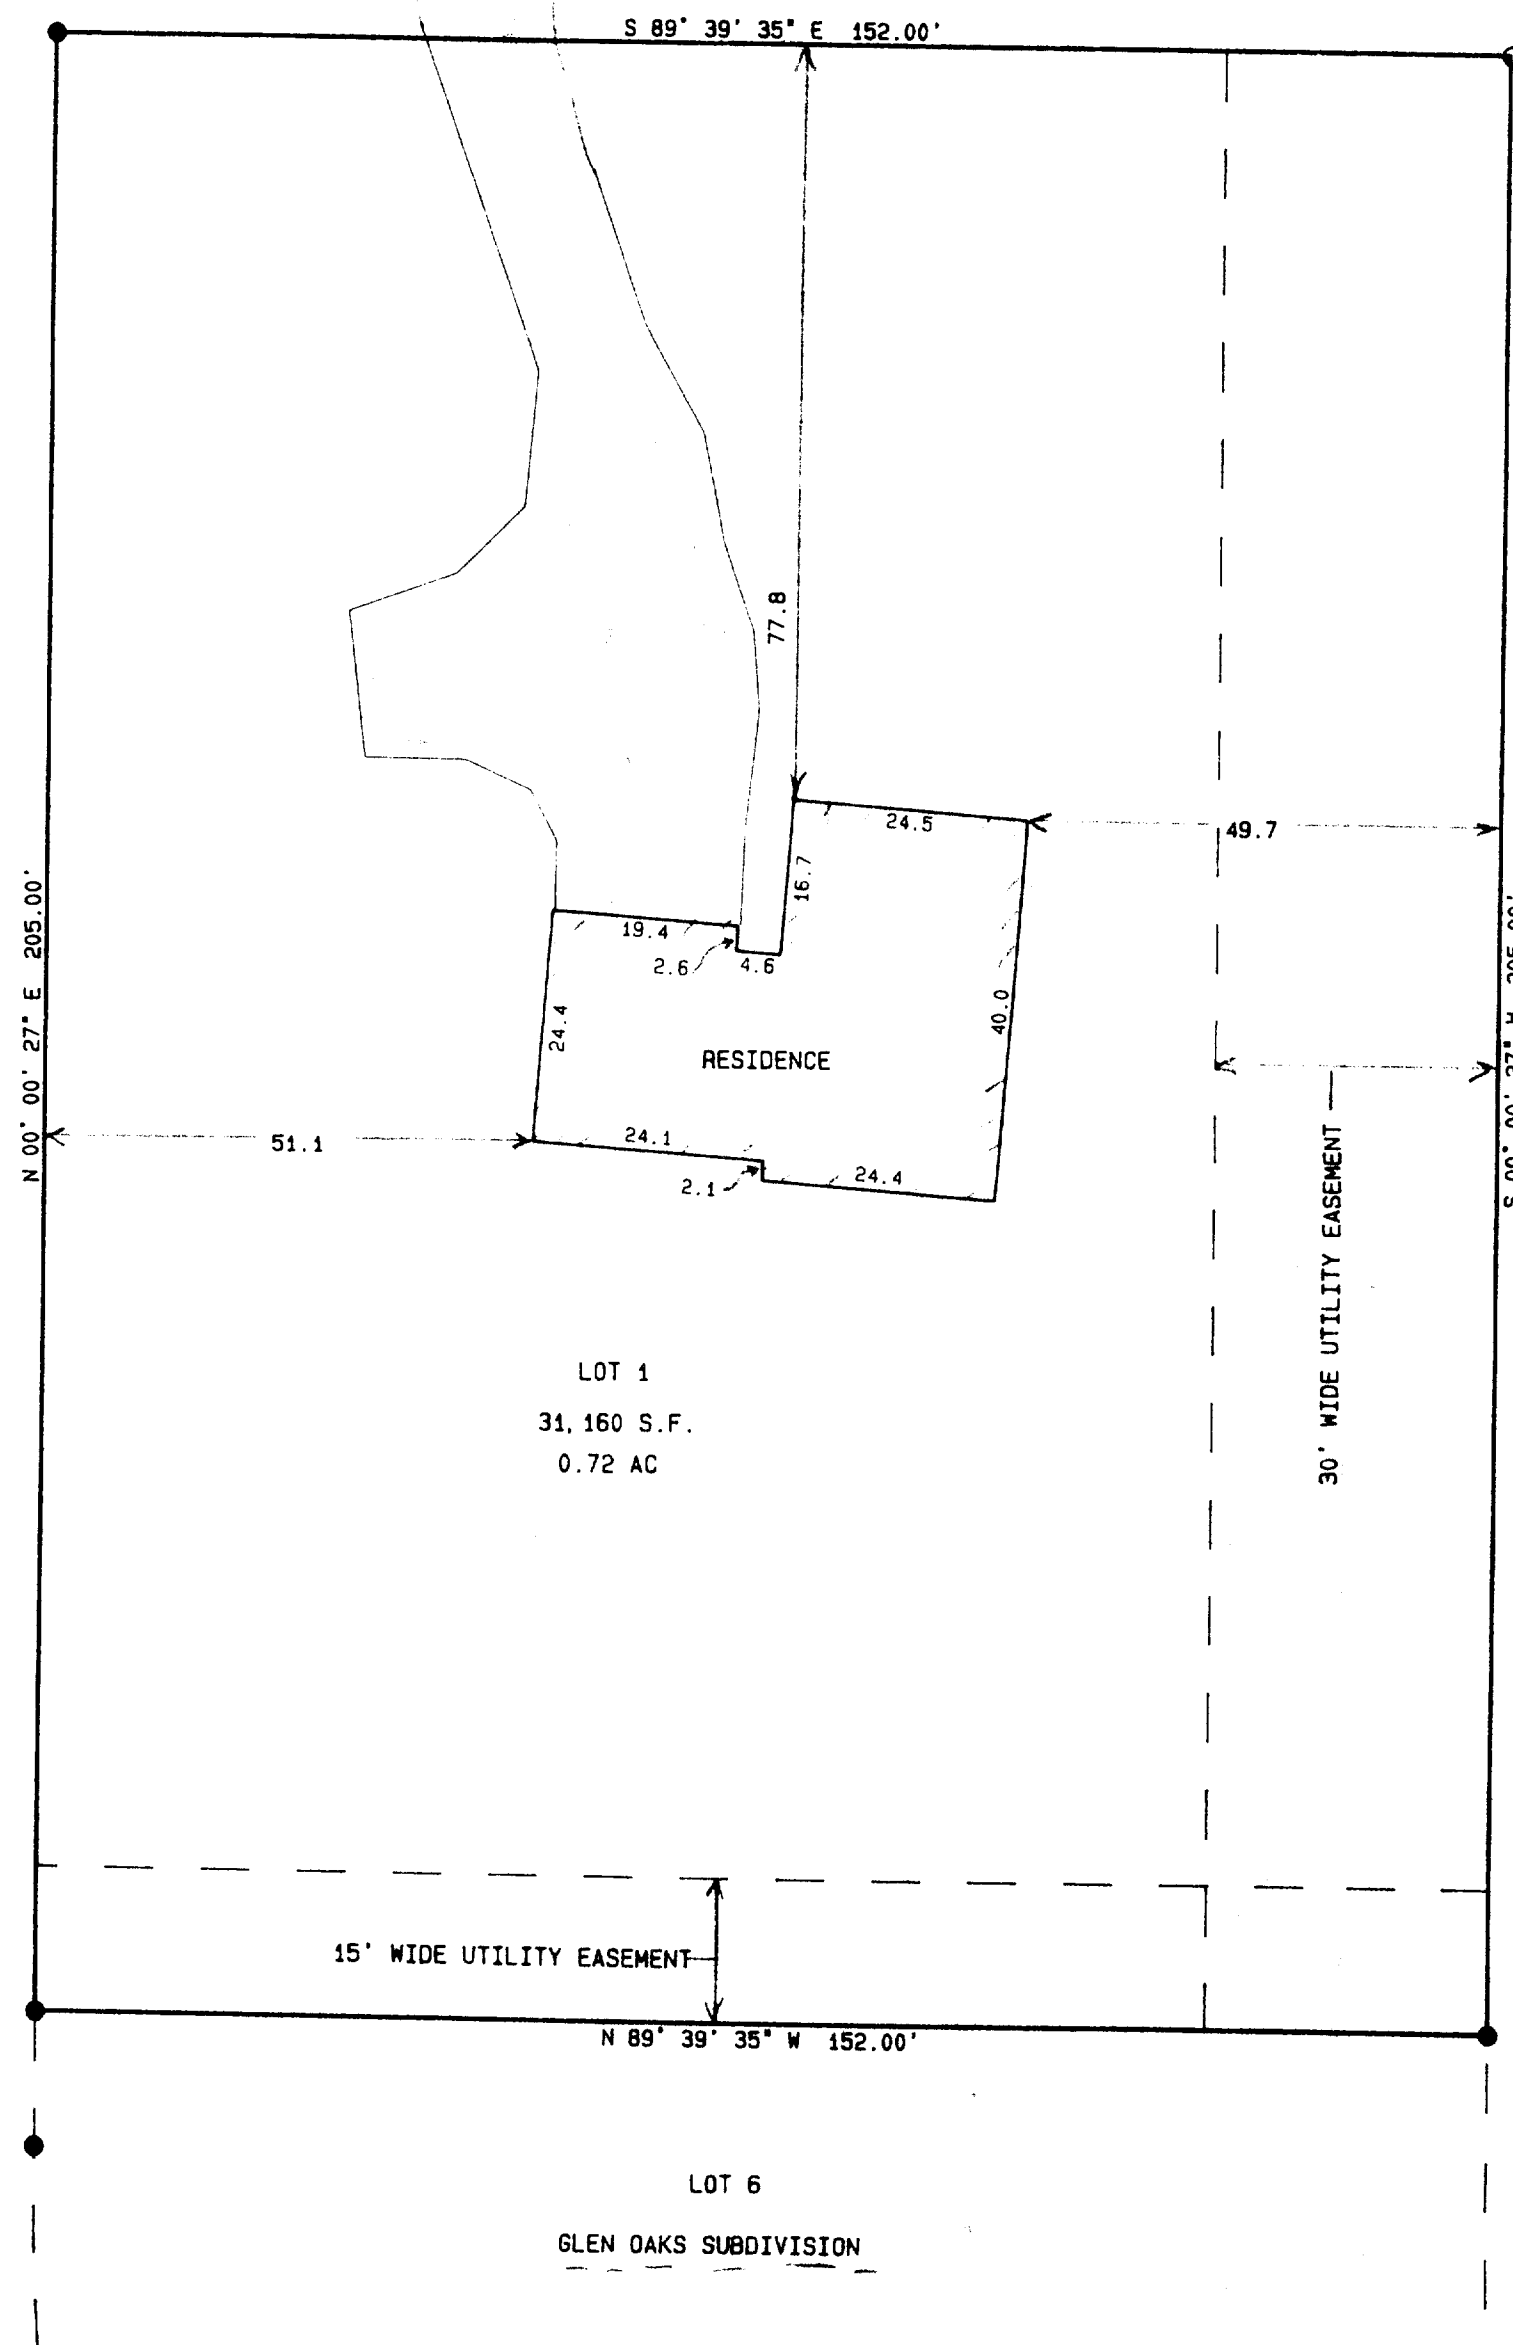 S 89° 39' 35" E 152.00'
77.8
24.5
49.7
16.7
19.4
2.6
4.6
N 00° 00' 27" E 205.00'
24.4
40.0
RESIDENCE
51.1
24.1
2.1
24.4
30' WIDE UTILITY EASEMENT
LOT 1
31,160 S.F.
0.72 AC
15' WIDE UTILITY EASEMENT
N 89° 39' 35" W 152.00'
LOT 6
GLEN OAKS SUBDIVISION